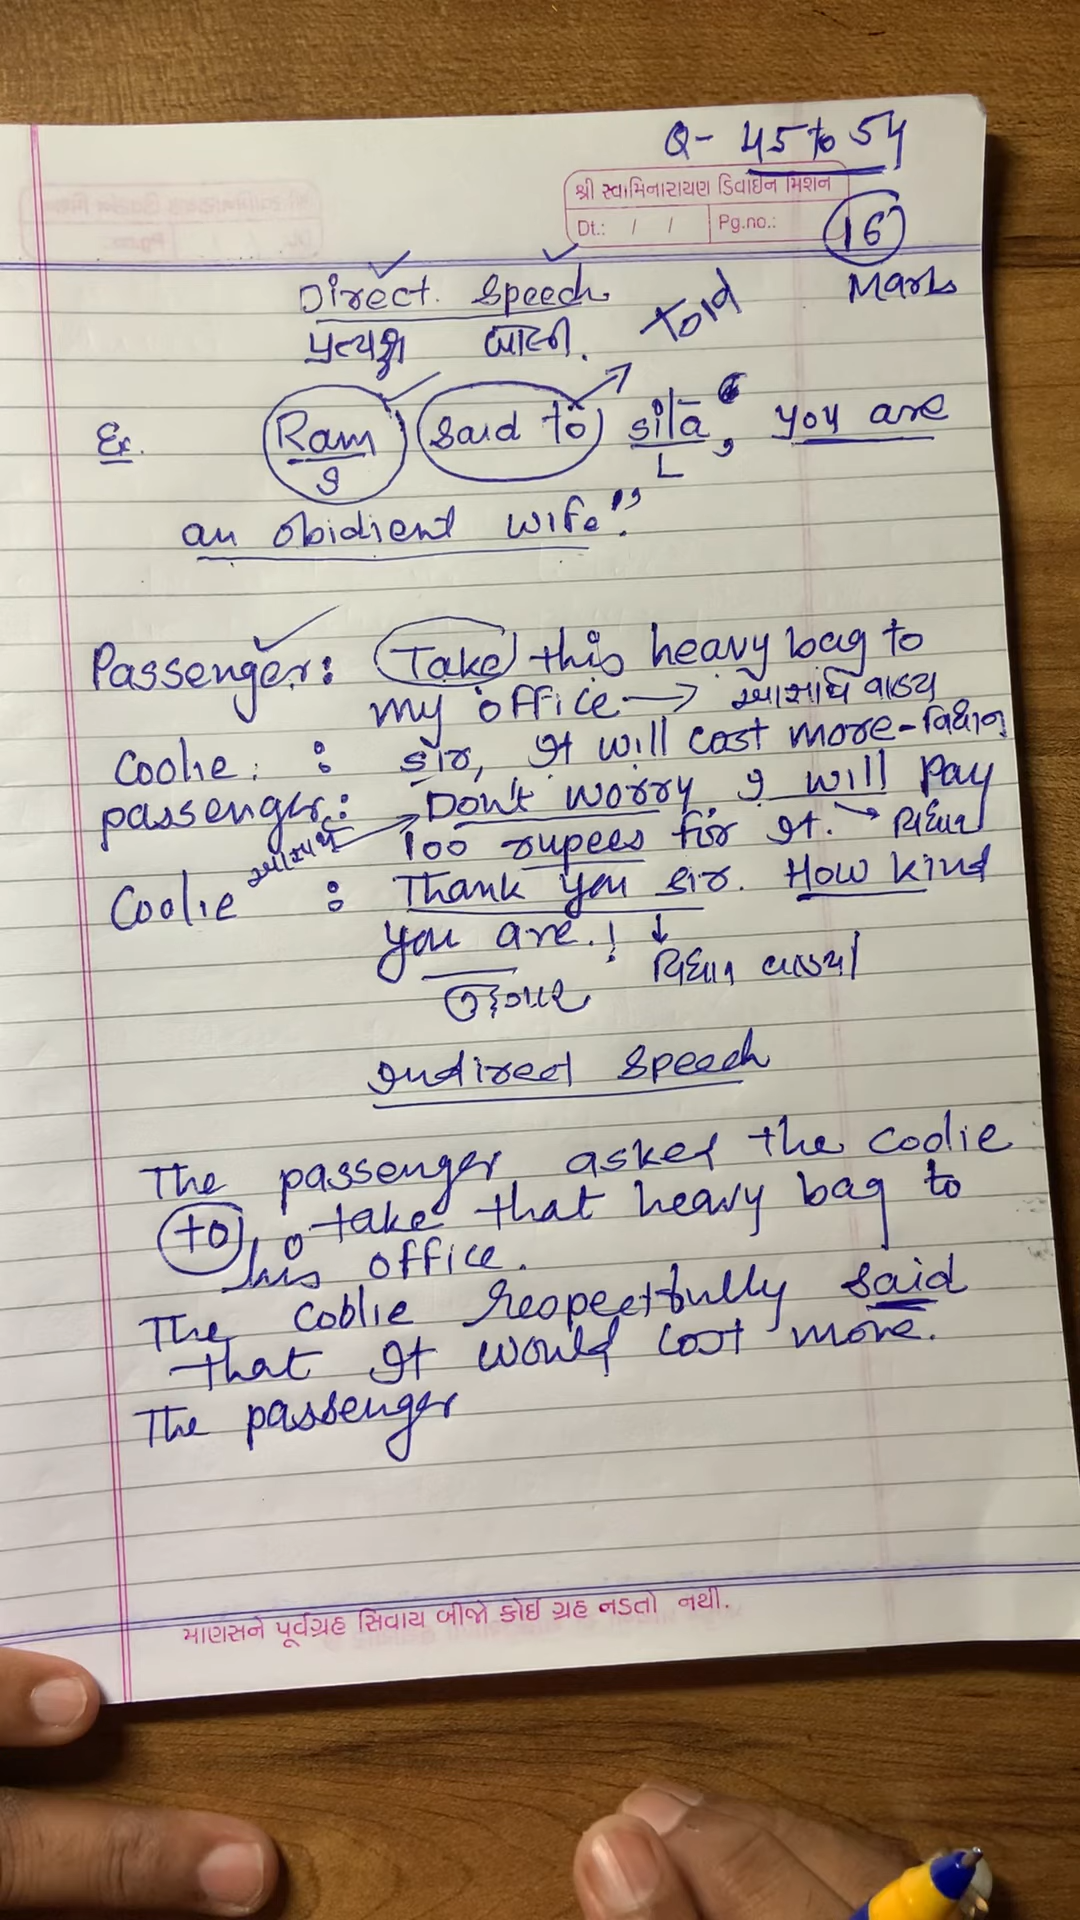 Q- 45 to 54
શ્રી સ્વામિનારાયણ ડિવાઈન મિશન
Dt.: / / Pg.no.:
16
Marks
Direct. Speech
પ્રત્યક્ષ
Told
Ex. Ram said to sita, you are
I L
an obidient wife".
Passenger: Take this heavy bag to
my office → આજ્ઞાર્થ વાક્ય
Coolie : sir, It will cost more - વિધાન
passenger: Don't worry. I will pay
100 rupees for It. → વિધાન
આજ્ઞાર્થ
Coolie : Thank you sir. How kind
you are.! ↓
વિધાન વાક્ય
ઉદ્ગાર
Indirect Speech
The passenger asked the coolie
to take that heavy bag to
his office.
The coolie respectfully said
that It would cost more.
The passenger
માણસને પૂર્વગ્રહ સિવાય બીજો કોઈ ગ્રહ નડતો નથી.